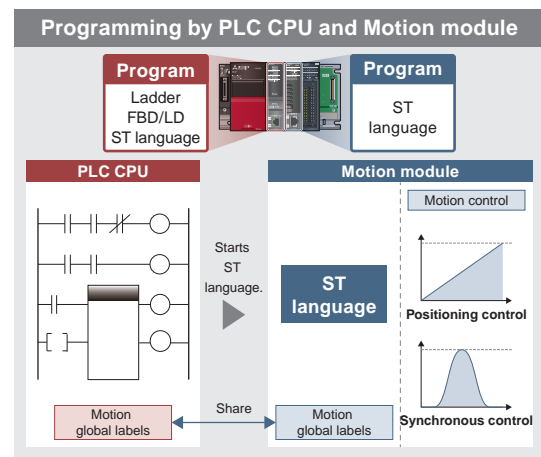 Programming by PLC CPU and Motion module
Program
Ladder
FBD/LD
ST language
Program
ST
language
PLC CPU
Motion module
Starts
ST
language.
ST
language
Motion control
Positioning control
Synchronous control
Motion
global labels
Share
Motion
global labels